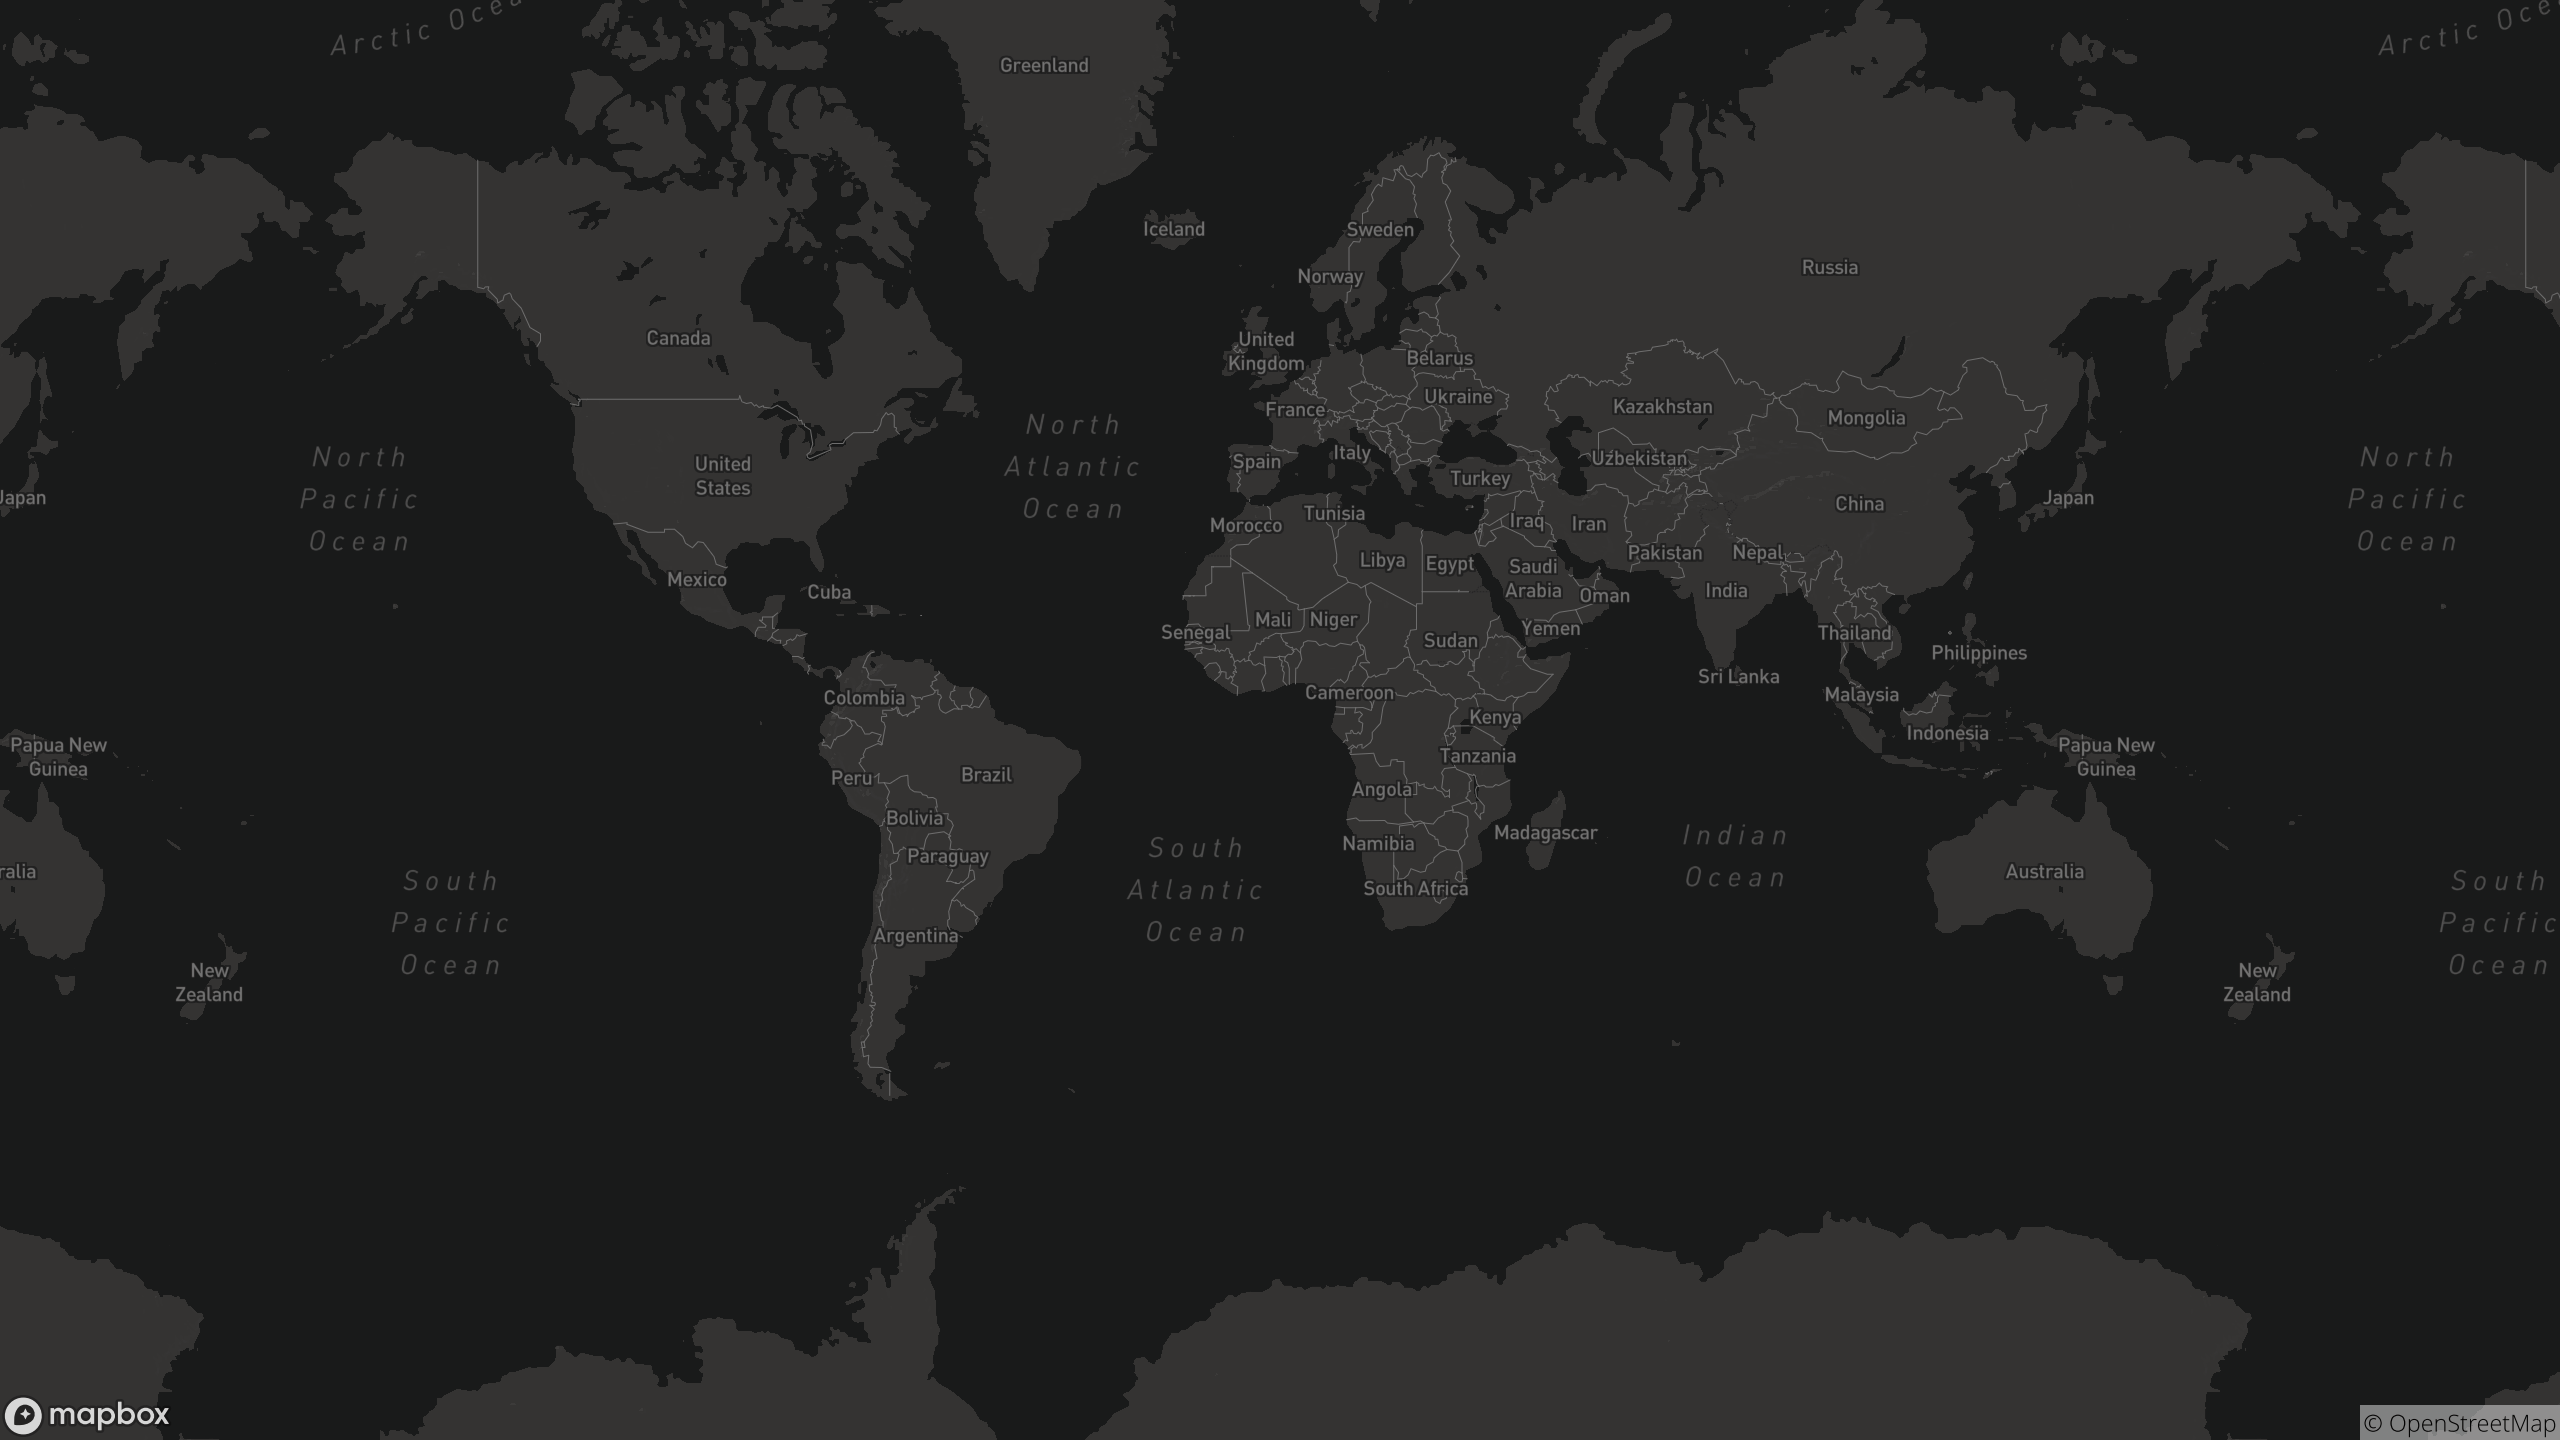 Arctic Ocea
Arctic Oce
Greenland
Iceland
Sweden
Norway
Russia
Canada
United
Kingdom
Belarus
Ukraine
France
Kazakhstan
Mongolia
North
Atlantic
Ocean
North
Pacific
Ocean
North
Pacific
Ocean
United
States
Spain
Italy
Turkey
Uzbekistan
Japan
China
Japan
Morocco
Tunisia
Iraq
Iran
Libya
Egypt
Saudi
Arabia
Pakistan
Nepal
Mexico
Cuba
India
Oman
Senegal
Mali
Niger
Sudan
Yemen
Thailand
Philippines
Sri Lanka
Colombia
Cameroon
Malaysia
Kenya
Indonesia
Papua New
Guinea
Papua New
Guinea
Peru
Brazil
Tanzania
Angola
Bolivia
Namibia
Madagascar
Paraguay
South Africa
South
Atlantic
Ocean
Indian
Ocean
ralia
Australia
South
Pacific
Ocean
South
Pacific
Ocean
Argentina
New
Zealand
New
Zealand
mapbox
© OpenStreetMap